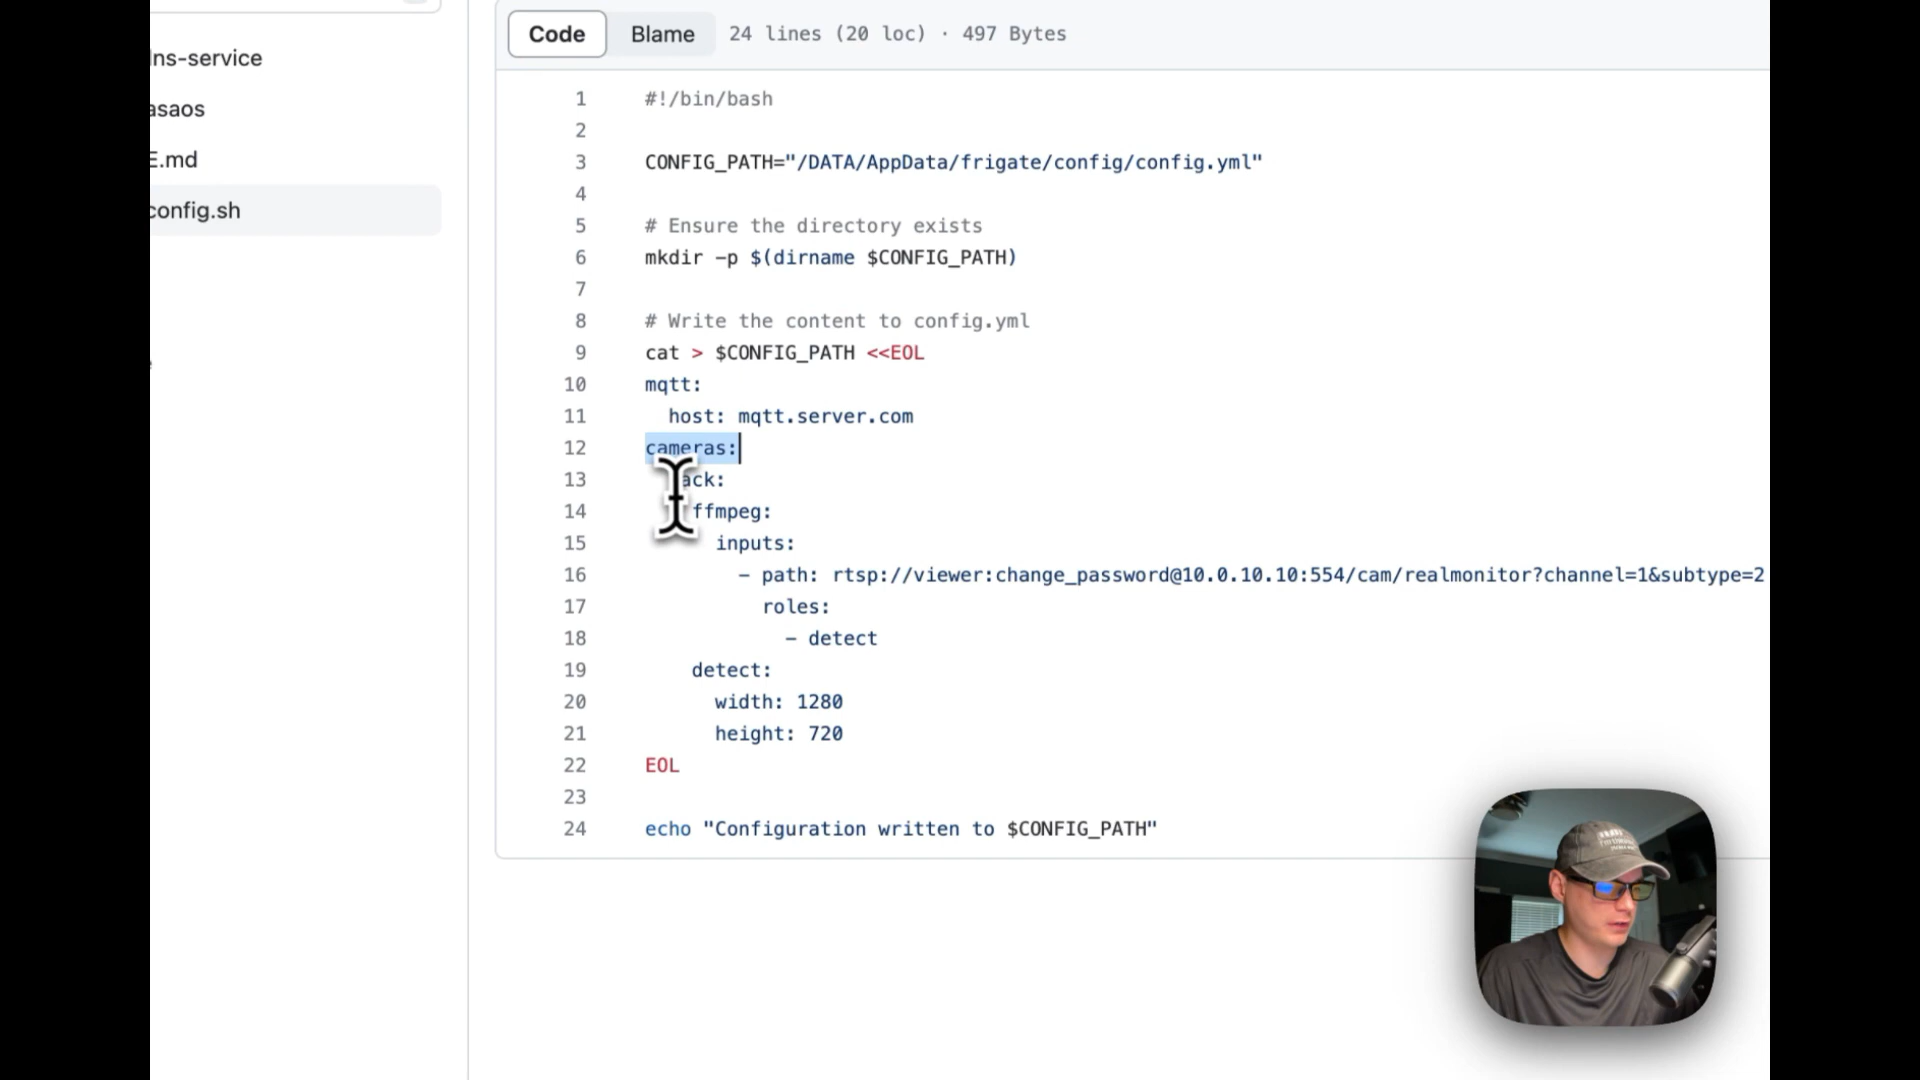 Code Blame 24 lines (20 loc) · 497 Bytes
lns-service
asaos
E.md
config.sh
1 #!/bin/bash
2
3 CONFIG_PATH="/DATA/AppData/frigate/config/config.yml"
4
5 # Ensure the directory exists
6 mkdir -p $(dirname $CONFIG_PATH)
7
8 # Write the content to config.yml
9 cat > $CONFIG_PATH <<EOL
10 mqtt:
11 host: mqtt.server.com
12 cameras:
13 ack:
14 ffmpeg:
15 inputs:
16 - path: rtsp://viewer:change_password@10.0.10.10:554/cam/realmonitor?channel=1&subtype=2
17 roles:
18 - detect
19 detect:
20 width: 1280
21 height: 720
22 EOL
23
24 echo "Configuration written to $CONFIG_PATH"